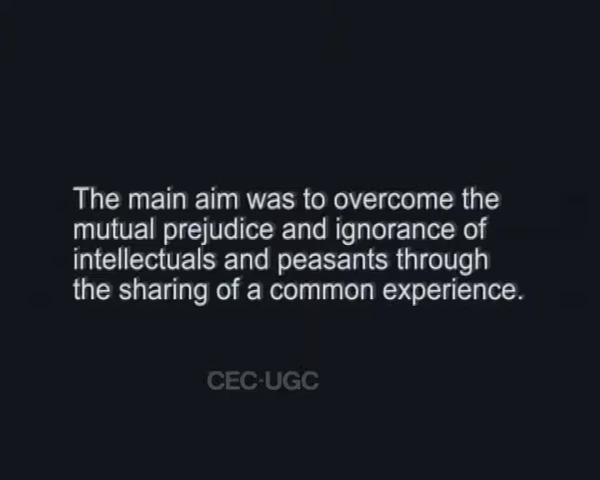 The main aim was to overcome the
mutual prejudice and ignorance of
intellectuals and peasants through
the sharing of a common experience.
CEC-UGC